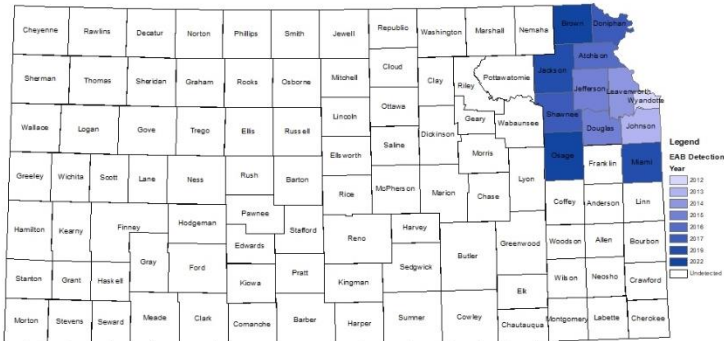 Cheyenne Rawlins Decatur Norton Phillips Smith Jewell Republic Washington Marshall Nemaha Brown Doniphan
Sherman Thomas Sheridan Graham Rooks Osborne Mitchell Cloud Clay Riley Pottawatomie Jackson Atchison
Jefferson Leavenworth Wyandotte
Wallace Logan Gove Trego Ellis Russell Lincoln Ottawa Dickinson Geary Wabaunsee Shawnee Douglas Johnson
Saline Morris
Ellsworth Osage Franklin Miami
Greeley Wichita Scott Lane Ness Rush Barton Rice McPherson Marion Chase Lyon
Coffey Anderson Linn
Hamilton Kearny Finney Hodgeman Pawnee Stafford Reno Harvey Butler Greenwood Woodson Allen Bourbon
Edwards
Gray Ford Sedgwick
Stanton Grant Haskell Kiowa Pratt Kingman Elk Wilson Neosho Crawford
Morton Stevens Seward Meade Clark Comanche Barber Harper Sumner Cowley Chautauqua Montgomery Labette Cherokee
Legend
EAB Detection
Year
2012
2013
2014
2015
2016
2017
2019
2022
Undetected